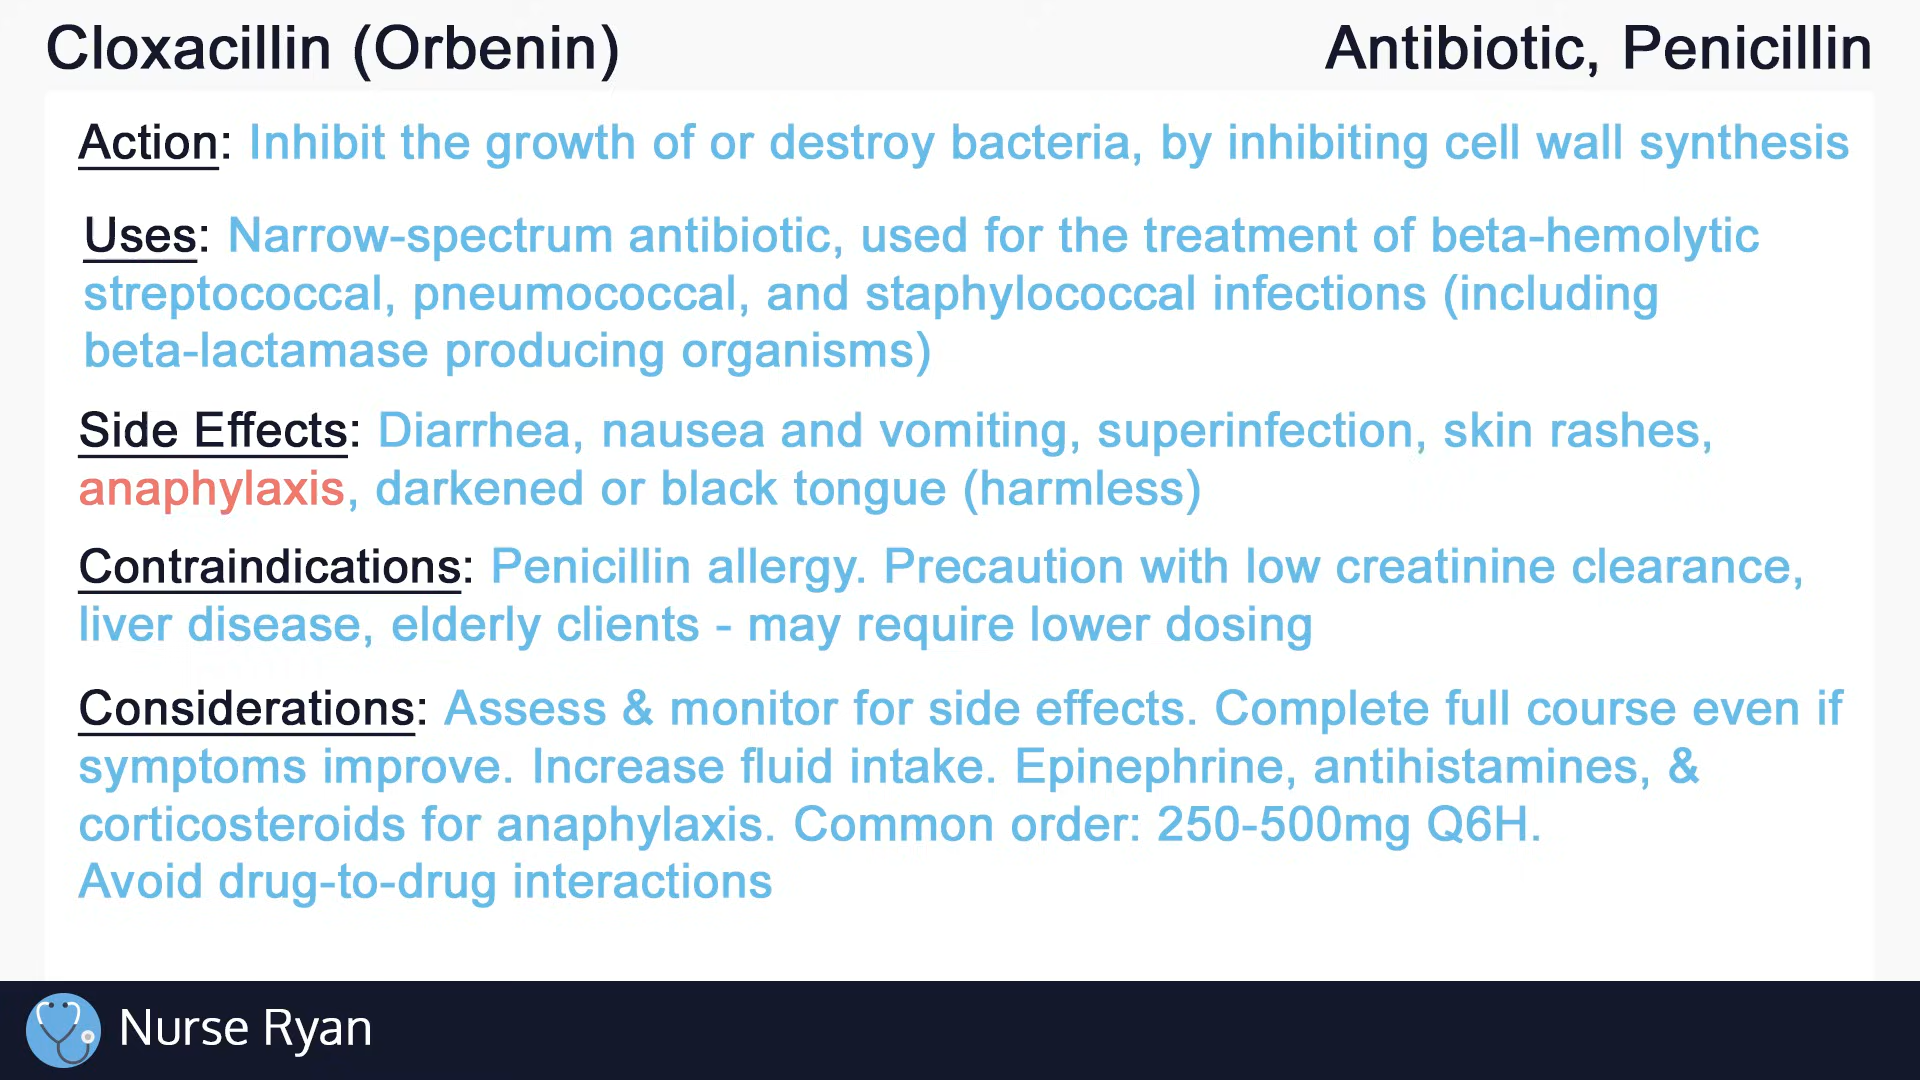 Cloxacillin (Orbenin)
Antibiotic, Penicillin
Action: Inhibit the growth of or destroy bacteria, by inhibiting cell wall synthesis
Uses: Narrow-spectrum antibiotic, used for the treatment of beta-hemolytic
streptococcal, pneumococcal, and staphylococcal infections (including
beta-lactamase producing organisms)
Side Effects: Diarrhea, nausea and vomiting, superinfection, skin rashes,
anaphylaxis, darkened or black tongue (harmless)
Contraindications: Penicillin allergy. Precaution with low creatinine clearance,
liver disease, elderly clients - may require lower dosing
Considerations: Assess & monitor for side effects. Complete full course even if
symptoms improve. Increase fluid intake. Epinephrine, antihistamines, &
corticosteroids for anaphylaxis. Common order: 250-500mg Q6H.
Avoid drug-to-drug interactions
Nurse Ryan